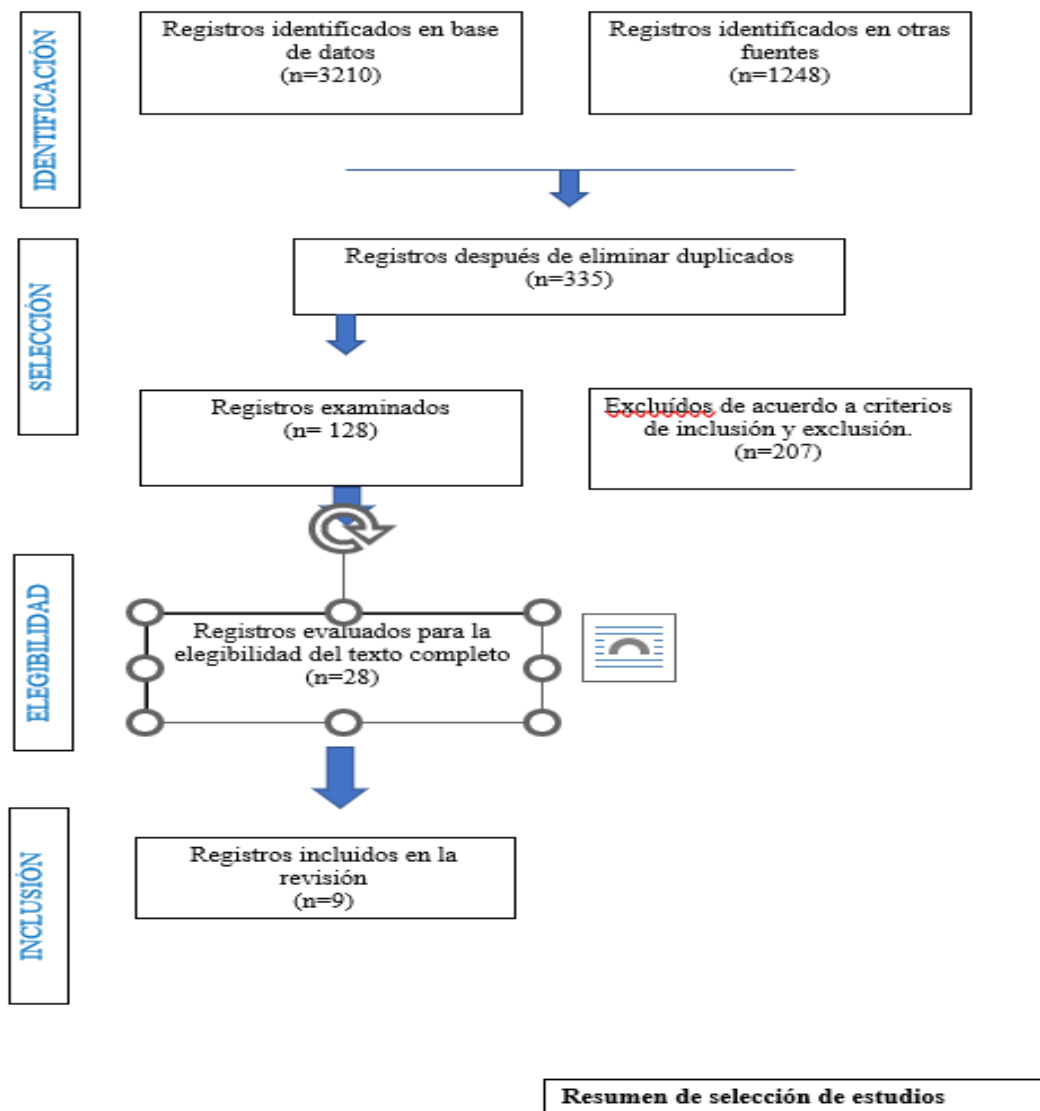 IDENTIFICACIÓN
Registros identificados en base
de datos
(n=3210)
Registros identificados en otras
fuentes
(n=1248)
SELECCIÓN
Registros después de eliminar duplicados
(n=335)
Registros examinados
(n= 128)
Excluídos de acuerdo a criterios
de inclusión y exclusión.
(n=207)
ELEGIBILIDAD
Registros evaluados para la
elegibilidad del texto completo
(n=28)
INCLUSIÓN
Registros incluidos en la
revisión
(n=9)
Resumen de selección de estudios